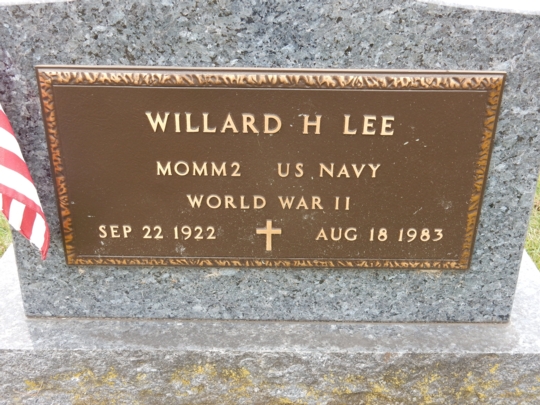 WILLARD H LEE
MOMM2 US NAVY
WORLD WAR II
SEP 22 1922 AUG 18 1983